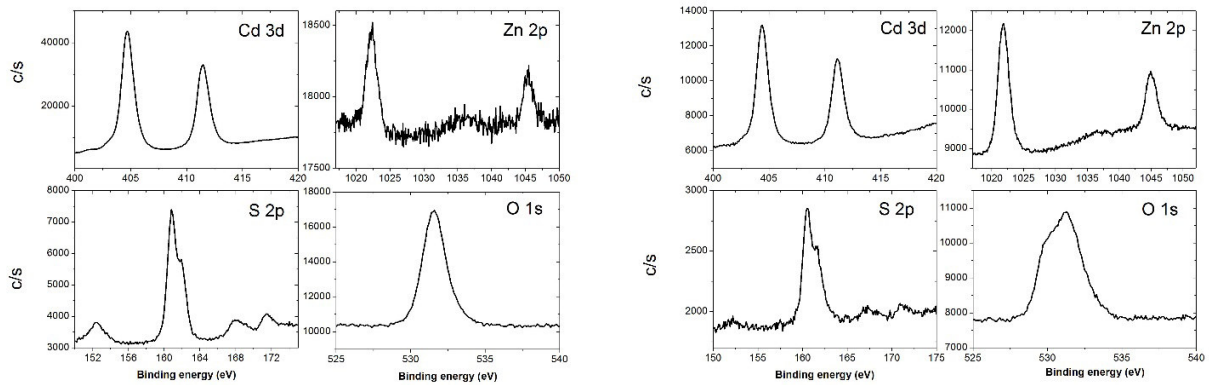 c/s
Cd 3d
40000
20000
400 405 410 415 420
Zn 2p
18500
18000
17500
1020 1025 1030 1035 1040 1045 1050
c/s
S 2p
8000
7000
6000
5000
4000
3000
152 156 160 164 168 172
Binding energy (eV)
O 1s
18000
16000
14000
12000
10000
525 530 535 540
Binding energy (eV)
c/s
Cd 3d
14000
12000
10000
8000
6000
400 405 410 415 420
Zn 2p
12000
11000
10000
9000
1020 1025 1030 1035 1040 1045 1050
c/s
S 2p
3000
2500
2000
150 155 160 165 170 175
Binding energy (eV)
O 1s
12000
11000
10000
9000
8000
7000
525 530 535 540
Binding energy (eV)